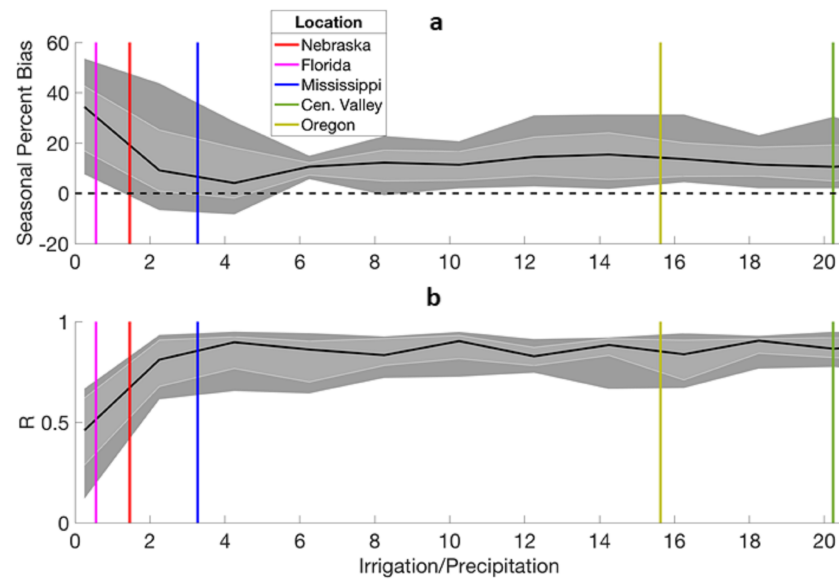 a
Location
Nebraska
Florida
Mississippi
Cen. Valley
Oregon
Seasonal Percent Bias
60
40
20
0
-20
0 2 4 6 8 10 12 14 16 18 20
b
R
1
0.5
0
0 2 4 6 8 10 12 14 16 18 20
Irrigation/Precipitation